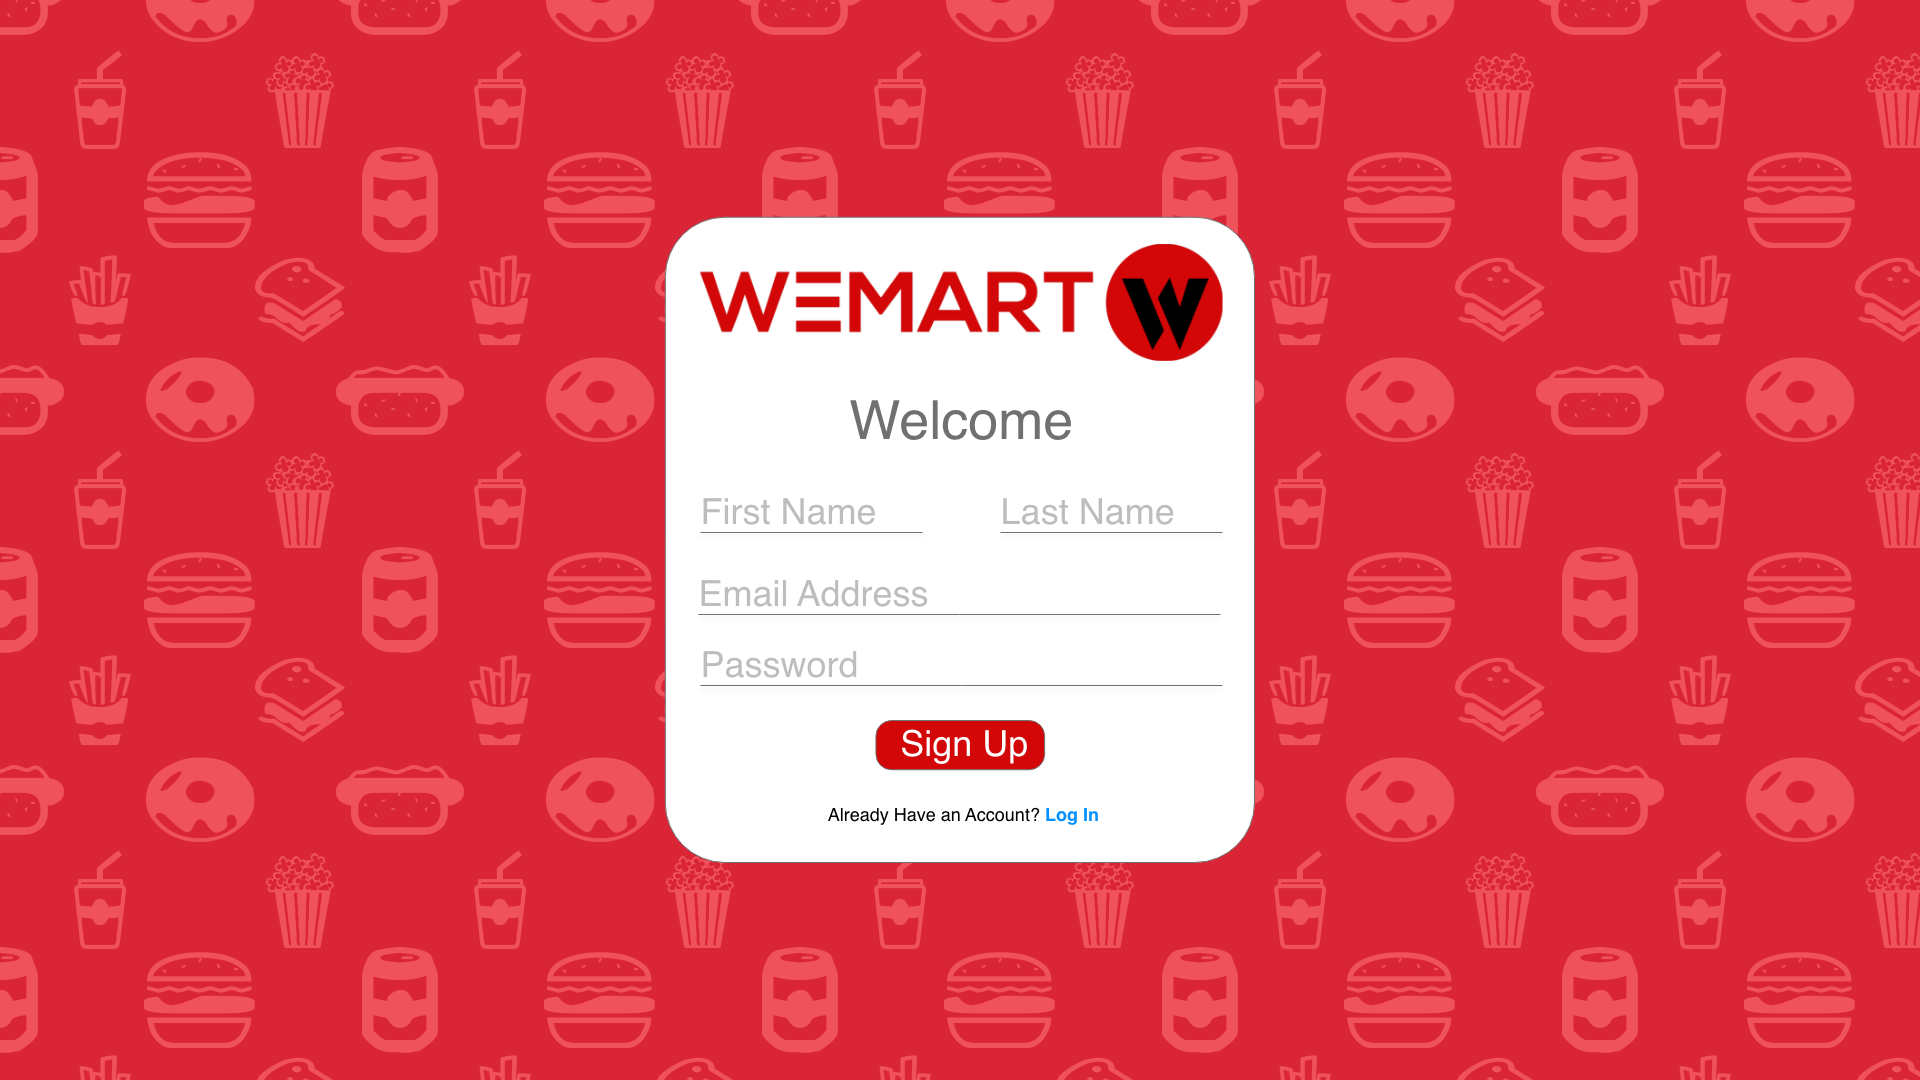 WEMART W
Welcome
First Name Last Name
Email Address
Password
Sign Up
Already Have an Account? Log In